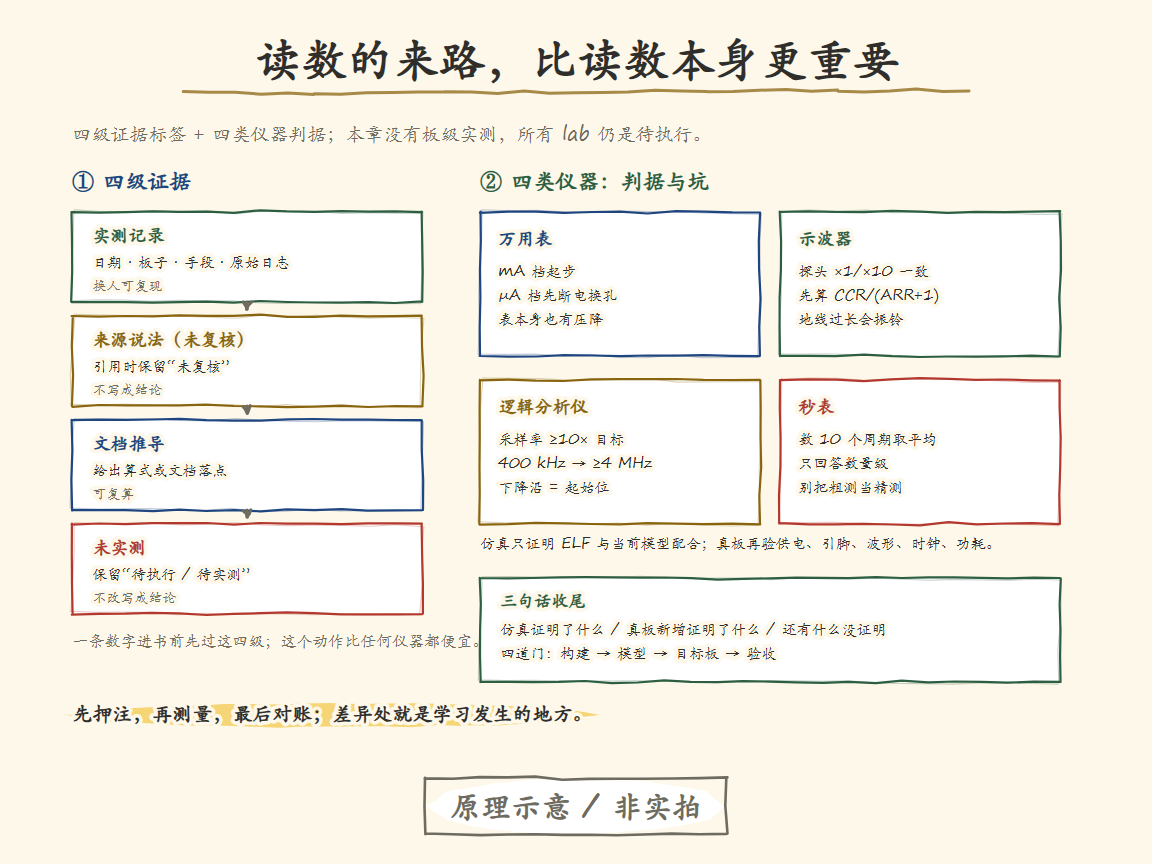 读数的来路，比读数本身更重要
四级证据标签 + 四类仪器判据；本章没有板级实测，所有 lab 仍是待执行。
① 四级证据
实测记录
日期 · 板子 · 手段 · 原始日志
换人可复现
来源说法（未复核）
引用时保留“未复核”
不写成结论
文档推导
给出算式或文档落点
可复算
未实测
保留“待执行 / 待实测”
不改写成结论
一条数字进书前先过这四级；这个动作比任何仪器都便宜。
② 四类仪器：判据与坑
万用表
mA 档起步
μA 档先断电换孔
表本身也有压降
示波器
探头 ×1/×10 一致
先算 CCR/(ARR+1)
地线过长会振铃
逻辑分析仪
采样率 ≥10× 目标
400 kHz → ≥4 MHz
下降沿 = 起始位
秒表
数 10 个周期取平均
只回答数量级
别把粗测当精测
仿真只证明 ELF 与当前模型配合；真板再验供电、引脚、波形、时钟、功耗。
三句话收尾
仿真证明了什么 / 真板新增证明了什么 / 还有什么没证明
四道门：构建 → 模型 → 目标板 → 验收
先押注，再测量，最后对账；差异处就是学习发生的地方。
原理示意 / 非实拍